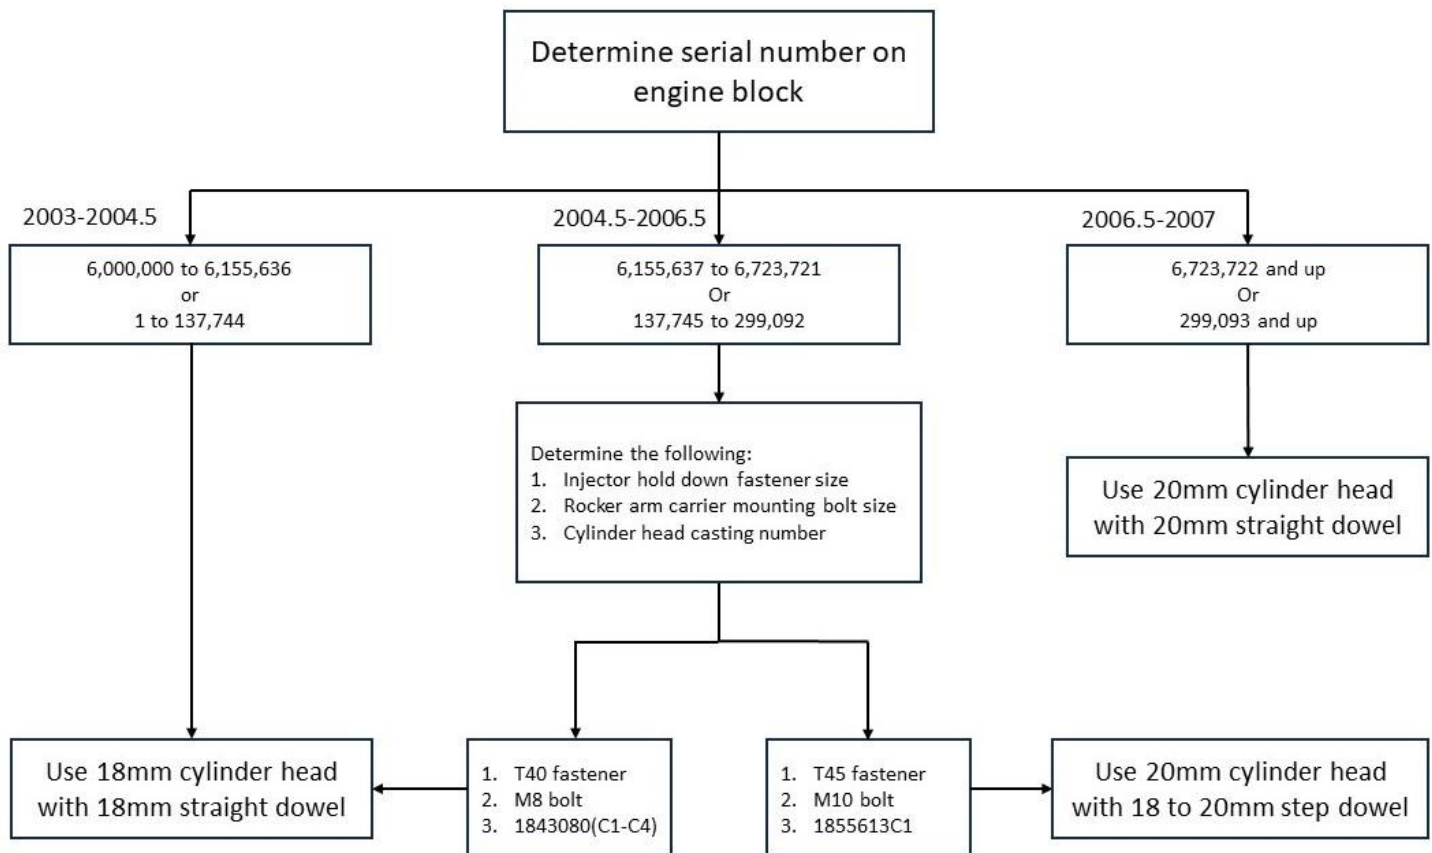 Determine serial number on
engine block
2003-2004.5
2004.5-2006.5
2006.5-2007
6,000,000 to 6,155,636
or
1 to 137,744
6,155,637 to 6,723,721
Or
137,745 to 299,092
6,723,722 and up
Or
299,093 and up
Determine the following:
1. Injector hold down fastener size
2. Rocker arm carrier mounting bolt size
3. Cylinder head casting number
Use 20mm cylinder head
with 20mm straight dowel
Use 18mm cylinder head
with 18mm straight dowel
1. T40 fastener
2. M8 bolt
3. 1843080(C1-C4)
1. T45 fastener
2. M10 bolt
3. 1855613C1
Use 20mm cylinder head
with 18 to 20mm step dowel